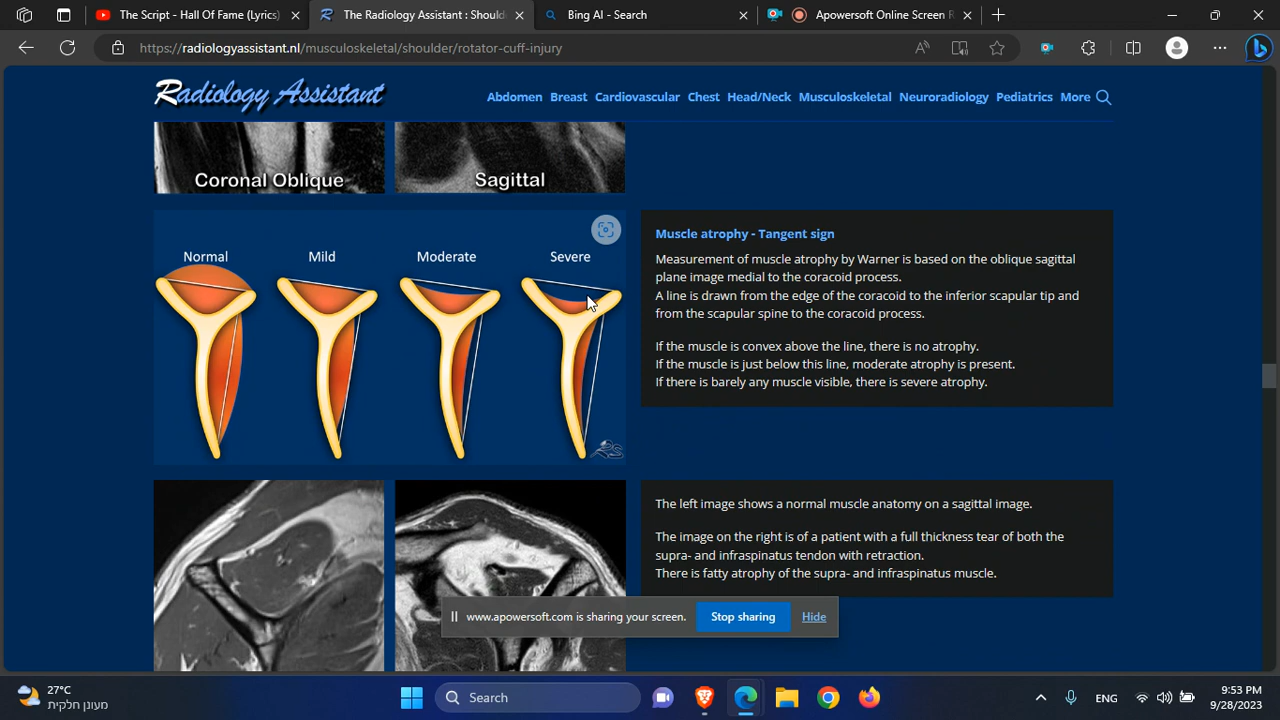 The Script - Hall Of Fame (Lyrics)
The Radiology Assistant : Should
Bing AI - Search
Apowersoft Online Screen R
https://radiologyassistant.nl/musculoskeletal/shoulder/rotator-cuff-injury
Radiology Assistant
Abdomen Breast Cardiovascular Chest Head/Neck Musculoskeletal Neuroradiology Pediatrics More
Coronal Oblique
Sagittal
Normal Mild Moderate Severe
Muscle atrophy - Tangent sign
Measurement of muscle atrophy by Warner is based on the oblique sagittal
plane image medial to the coracoid process.
A line is drawn from the edge of the coracoid to the inferior scapular tip and
from the scapular spine to the coracoid process.
If the muscle is convex above the line, there is no atrophy.
If the muscle is just below this line, moderate atrophy is present.
If there is barely any muscle visible, there is severe atrophy.
The left image shows a normal muscle anatomy on a sagittal image.
The image on the right is of a patient with a full thickness tear of both the
supra- and infraspinatus tendon with retraction.
There is fatty atrophy of the supra- and infraspinatus muscle.
www.apowersoft.com is sharing your screen.
Stop sharing
Hide
27°C
מעונן חלקית
Search
ENG
9:53 PM
9/28/2023